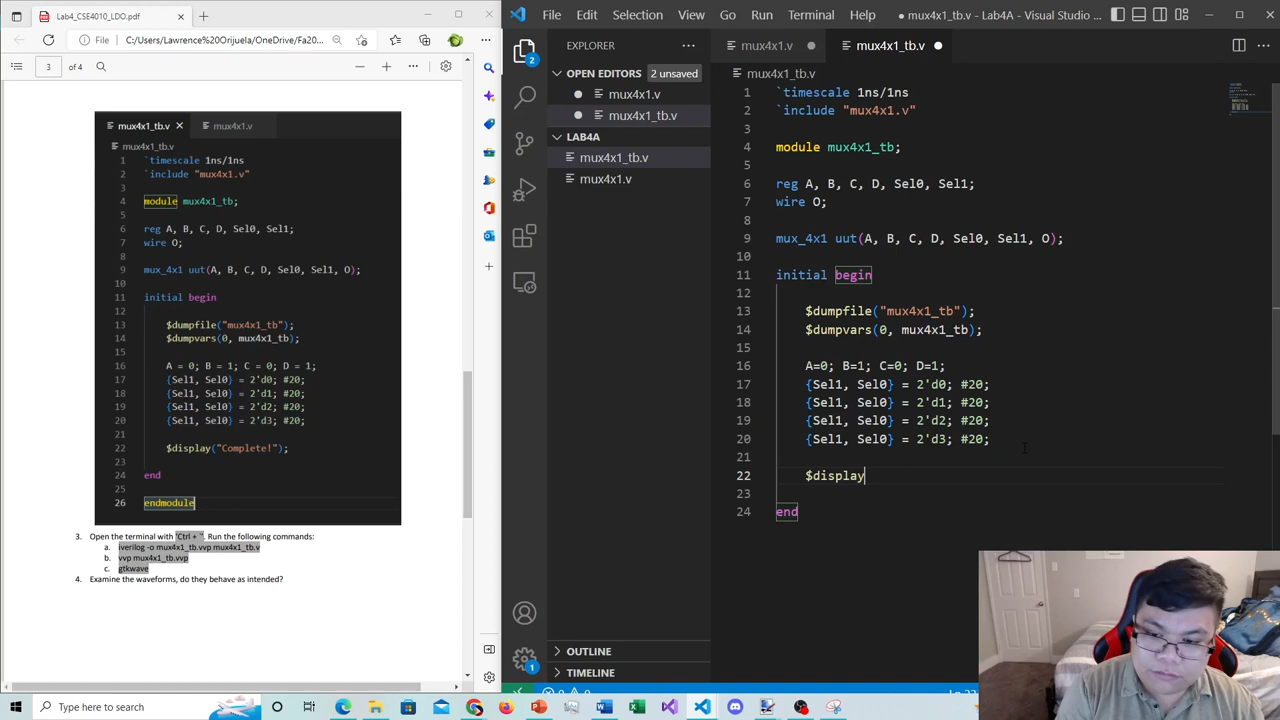 Lab4_CSE4010_LDO.pdf
File
C:/Users/Lawrence%20Orijuela/OneDrive/Fa20...
3 of 4
mux4x1_tb.v
mux4x1.v
mux4x1_tb.v
1 `timescale 1ns/1ns
2 `include "mux4x1.v"
3
4 module mux4x1_tb;
5
6 reg A, B, C, D, Sel0, Sel1;
7 wire O;
8
9 mux_4x1 uut(A, B, C, D, Sel0, Sel1, O);
10
11 initial begin
12
13 $dumpfile("mux4x1_tb");
14 $dumpvars(0, mux4x1_tb);
15
16 A = 0; B = 1; C = 0; D = 1;
17 {Sel1, Sel0} = 2'd0; #20;
18 {Sel1, Sel0} = 2'd1; #20;
19 {Sel1, Sel0} = 2'd2; #20;
20 {Sel1, Sel0} = 2'd3; #20;
21
22 $display("Complete!");
23
24 end
25
26 endmodule
3. Open the terminal with 'Ctrl + `'. Run the following commands:
a. iverilog -o mux4x1_tb.vvp mux4x1_tb.v
b. vvp mux4x1_tb.vvp
c. gtkwave
4. Examine the waveforms, do they behave as intended?
File Edit Selection View Go Run Terminal Help
● mux4x1_tb.v - Lab4A - Visual Studio ...
2
1
EXPLORER
OPEN EDITORS 2 unsaved
mux4x1.v
mux4x1_tb.v
LAB4A
mux4x1_tb.v
mux4x1.v
OUTLINE
TIMELINE
mux4x1.v
mux4x1_tb.v
mux4x1_tb.v
1 `timescale 1ns/1ns
2 `include "mux4x1.v"
3
4 module mux4x1_tb;
5
6 reg A, B, C, D, Sel0, Sel1;
7 wire O;
8
9 mux_4x1 uut(A, B, C, D, Sel0, Sel1, O);
10
11 initial begin
12
13 $dumpfile("mux4x1_tb");
14 $dumpvars(0, mux4x1_tb);
15
16 A=0; B=1; C=0; D=1;
17 {Sel1, Sel0} = 2'd0; #20;
18 {Sel1, Sel0} = 2'd1; #20;
19 {Sel1, Sel0} = 2'd2; #20;
20 {Sel1, Sel0} = 2'd3; #20;
21
22 $display
23
24 end
Type here to search